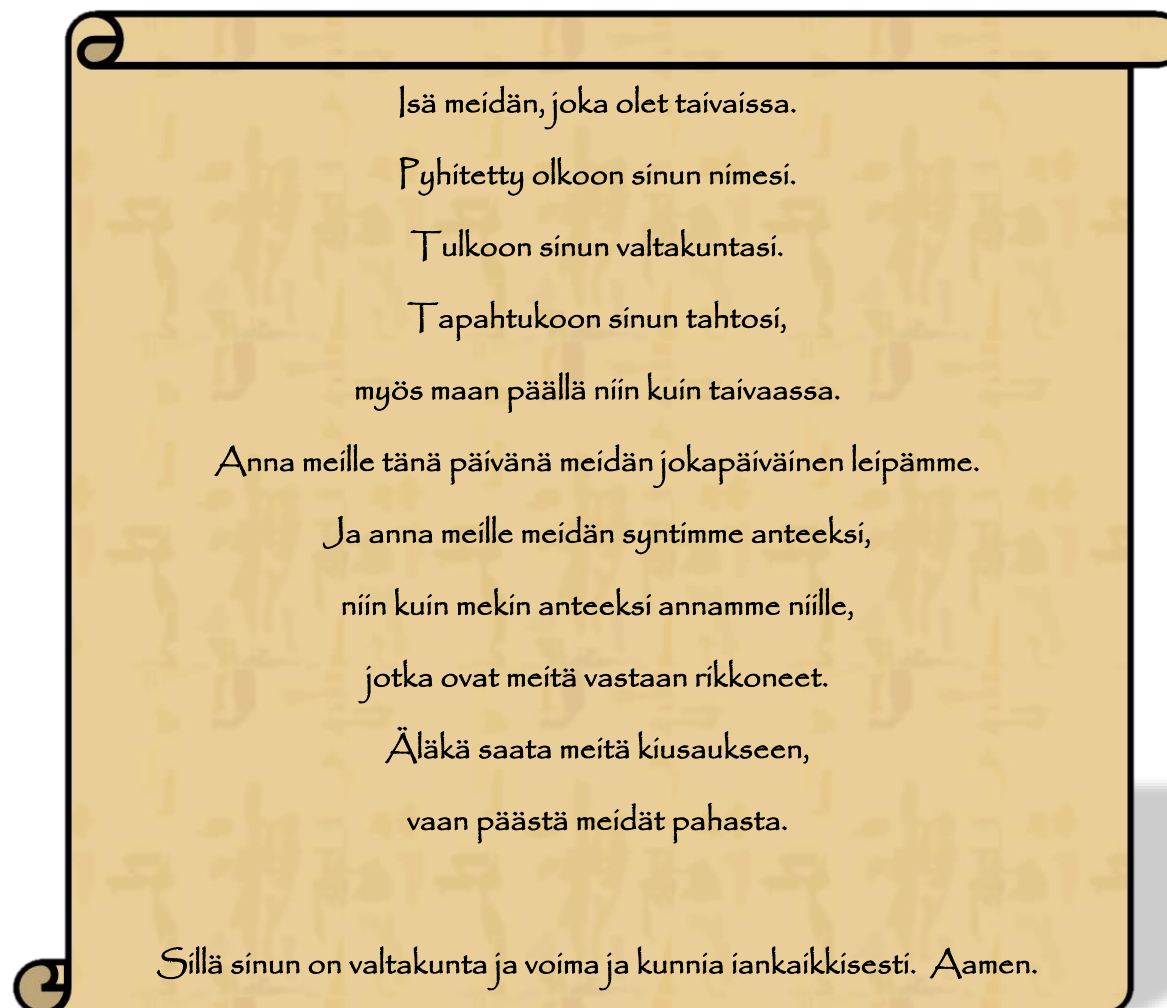 Isä meidän, joka olet taivaissa.
Pyhitetty olkoon sinun nimesi.
Tulkoon sinun valtakuntasi.
Tapahtukoon sinun tahtosi,
myös maan päällä niin kuin taivaassa.
Anna meille tänä päivänä meidän jokapäiväinen leipämme.
Ja anna meille meidän syntimme anteeksi,
niin kuin mekin anteeksi annamme niille,
jotka ovat meitä vastaan rikkoneet.
Äläkä saata meitä kiusaukseen,
vaan päästä meidät pahasta.
Sillä sinun on valtakunta ja voima ja kunnia iankaikkisesti. Aamen.